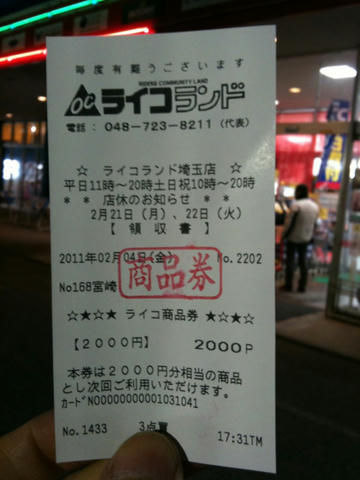 毎度有難うございます
RIDERS COMMUNITY LAND
ライコランド
電話：048-723-8211（代表）
☆ ライコランド埼玉店 ☆
平日11時〜20時土日祝10時〜20時
＊＊店休のお知らせ＊＊
2月21日（月）、22日（火）
【 領収書 】
2011年02月04日(金) No.2202
商品券
No168宮崎
☆★☆★ ライコ商品券 ★☆★☆
【2000円】 2000P
本券は２０００円分相当の商品
とし次回ご利用いただけます。
ｶｰﾄﾞNO00000000001031041
No.1433 3点買 17:31TM